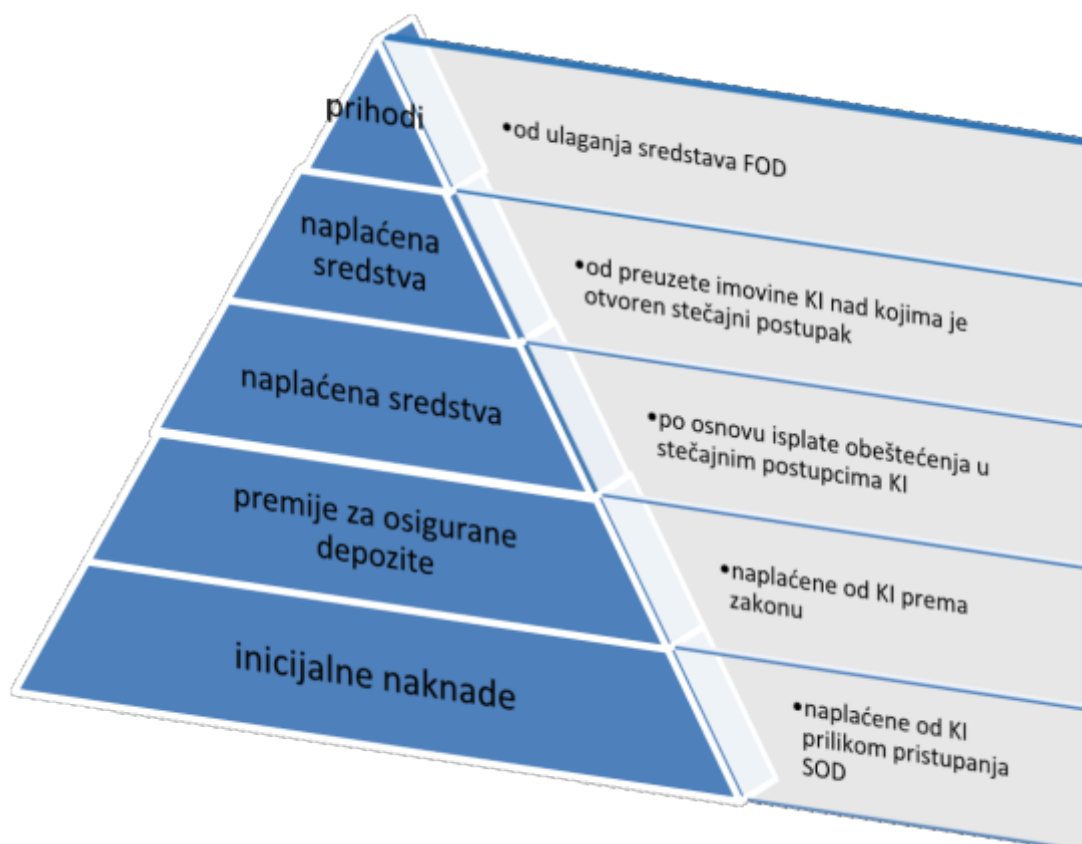 prihodi
•od ulaganja sredstava FOD
naplaćena
sredstva
•od preuzete imovine KI nad kojima je
otvoren stečajni postupak
naplaćena sredstva
•po osnovu isplate obeštećenja u
stečajnim postupcima KI
premije za osigurane
depozite
•naplaćene od KI prema
zakonu
inicijalne naknade
•naplaćene od KI
prilikom pristupanja
SOD